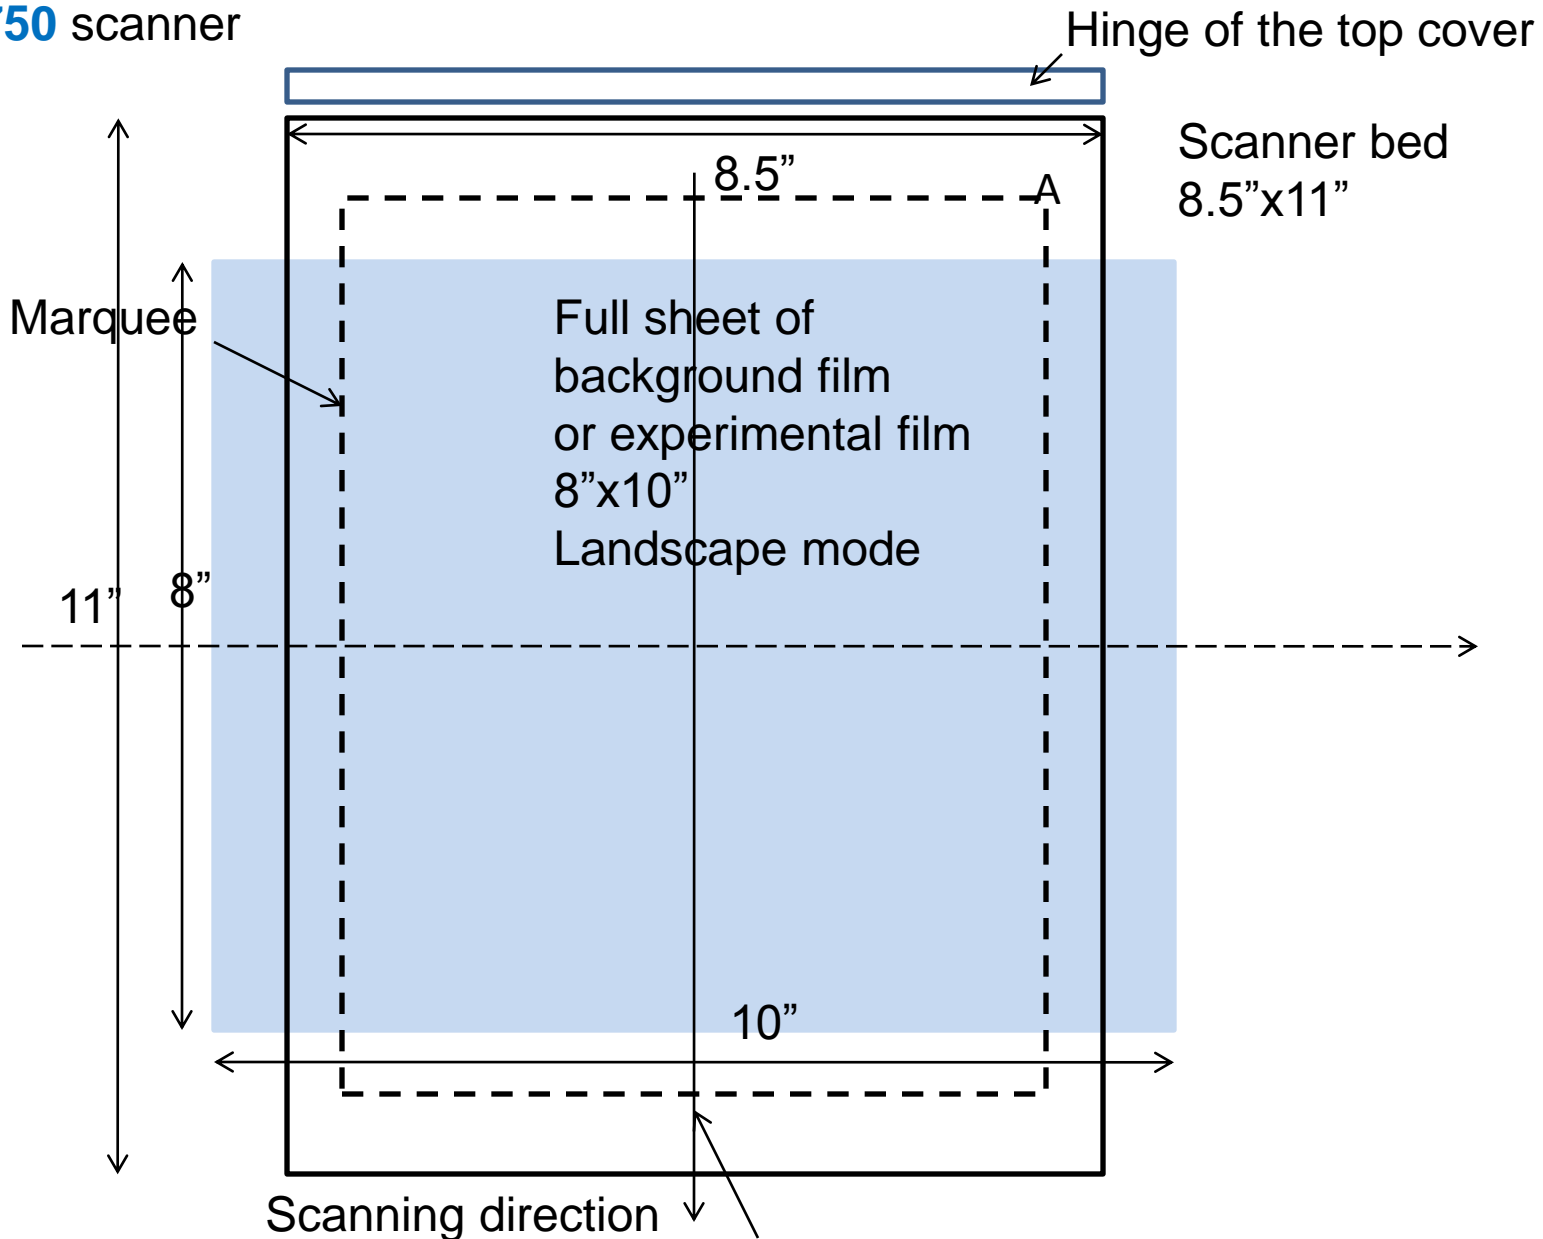 50 scanner
Hinge of the top cover
Scanner bed
8.5”x11”
8.5”
A
Marquee
Full sheet of
background film
or experimental film
8”x10”
Landscape mode
11”
8”
10”
Scanning direction